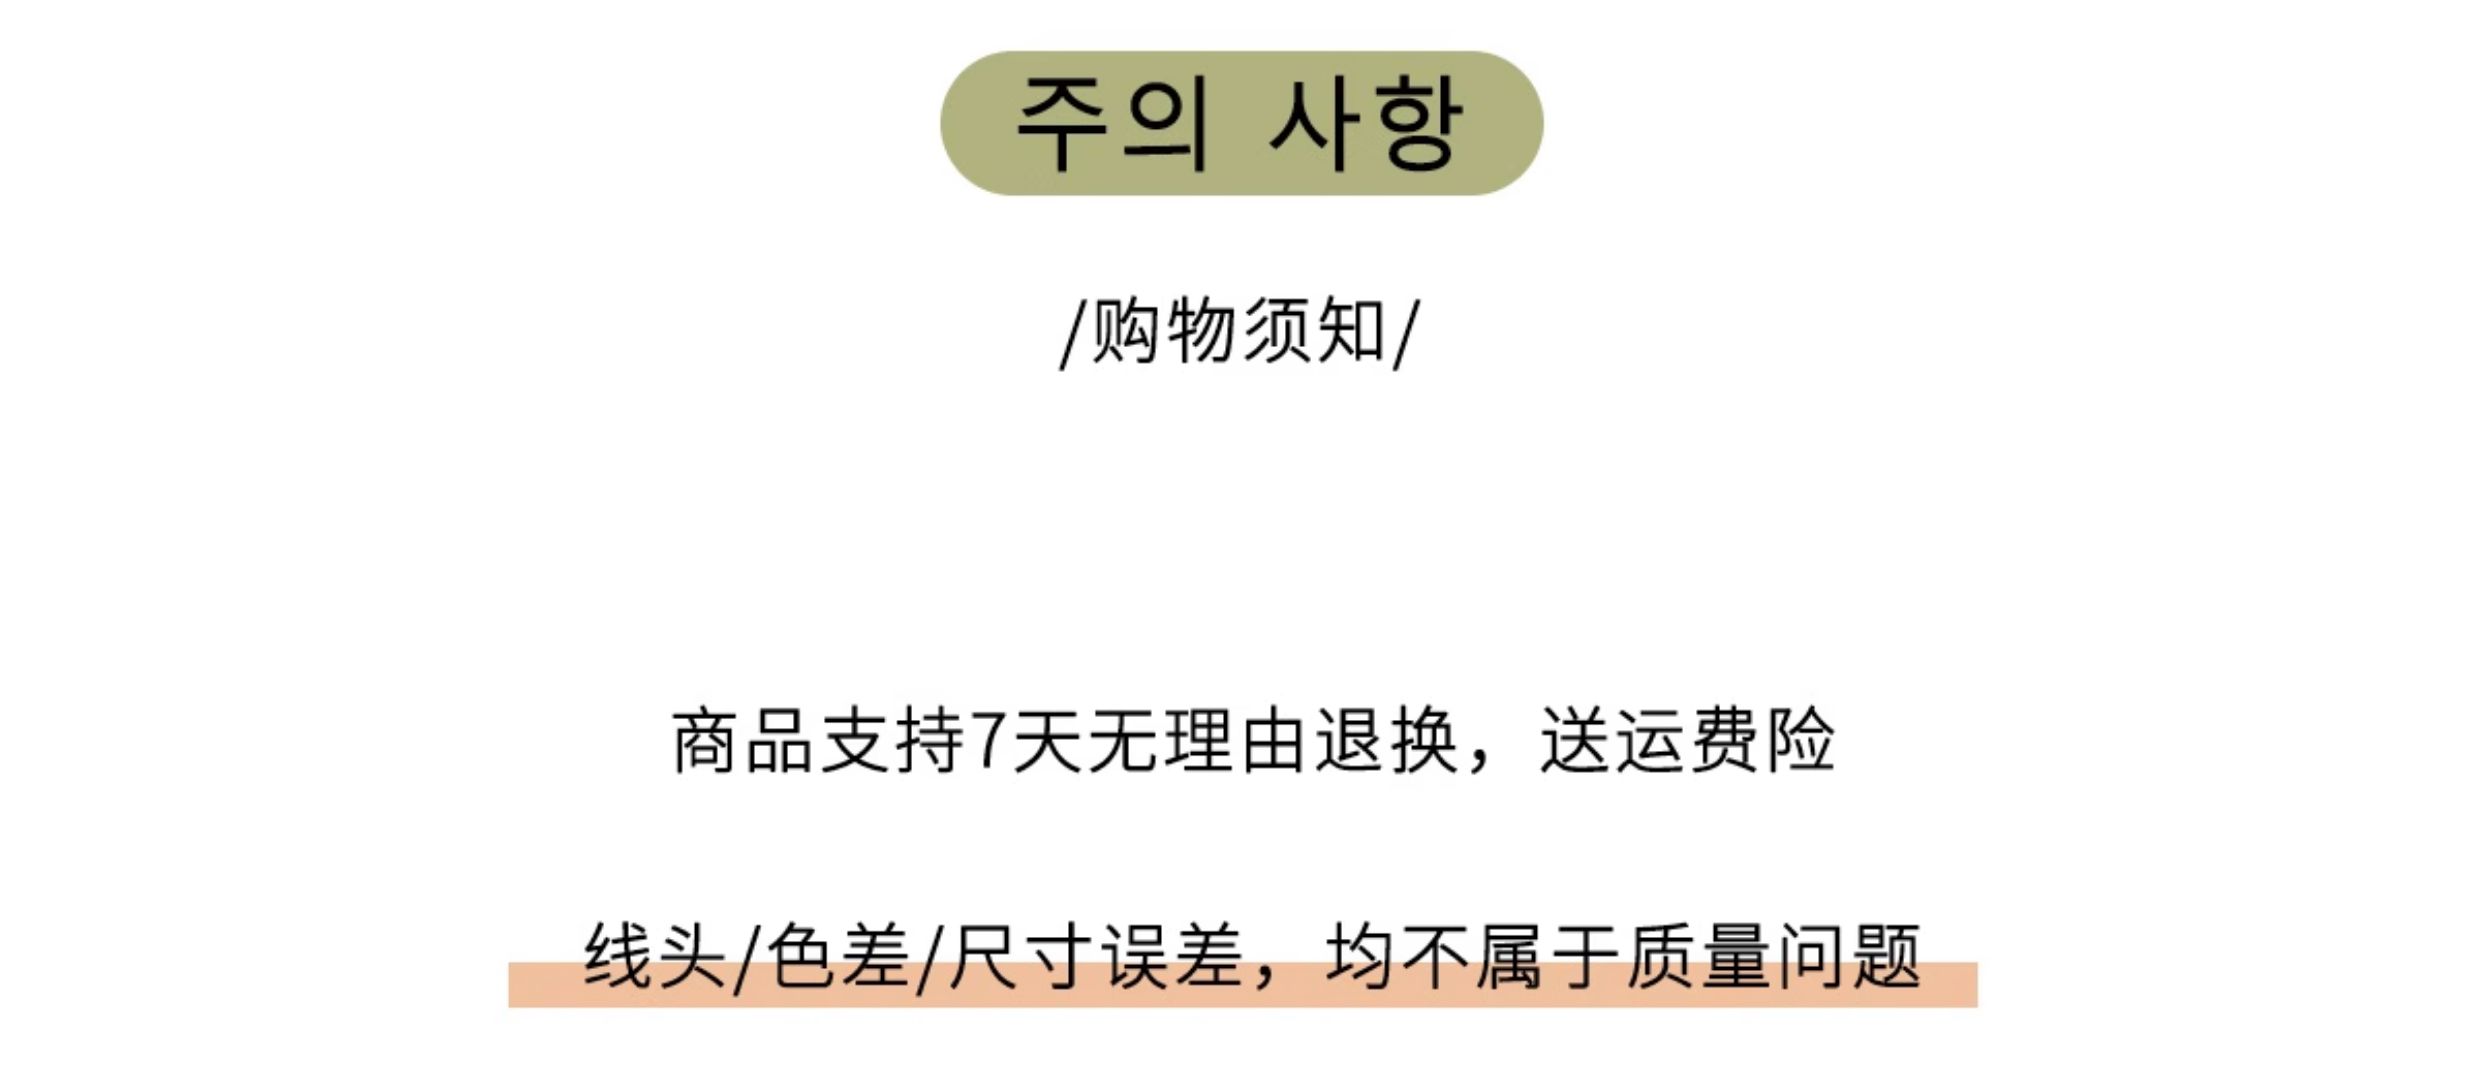 주의 사항
/购物须知/
商品支持7天无理由退换，送运费险
线头/色差/尺寸误差，均不属于质量问题